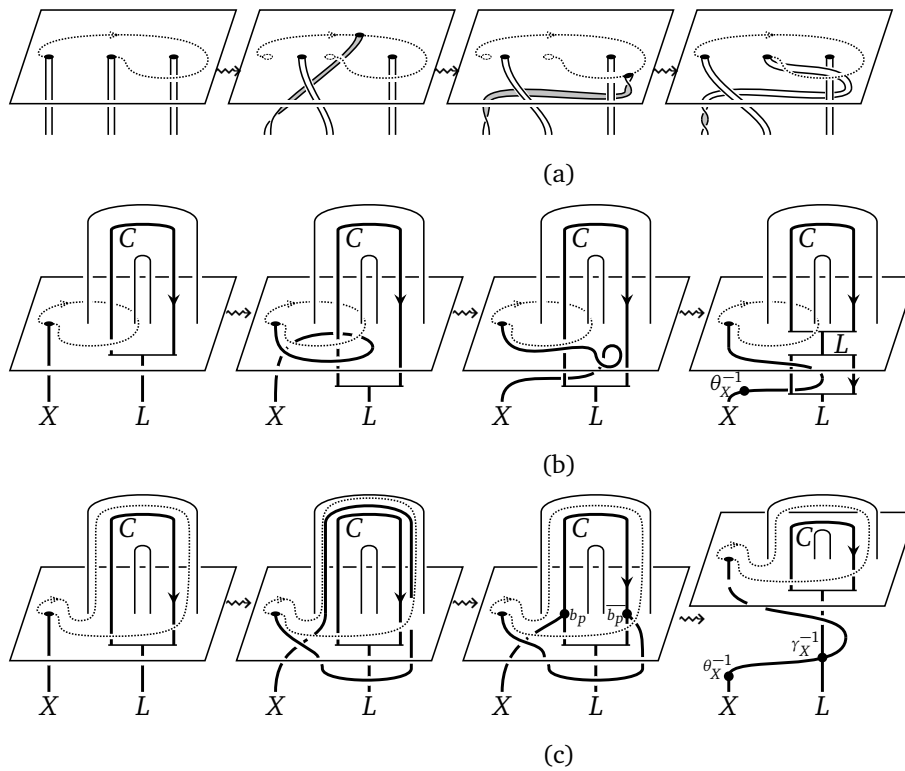 (a)
C C C C
L
θ_X^{-1}
X L X L X L X L
(b)
C C C C
b_p \overline{b_p}
γ_X^{-1}
θ_X^{-1}
X L X L X L X L
(c)